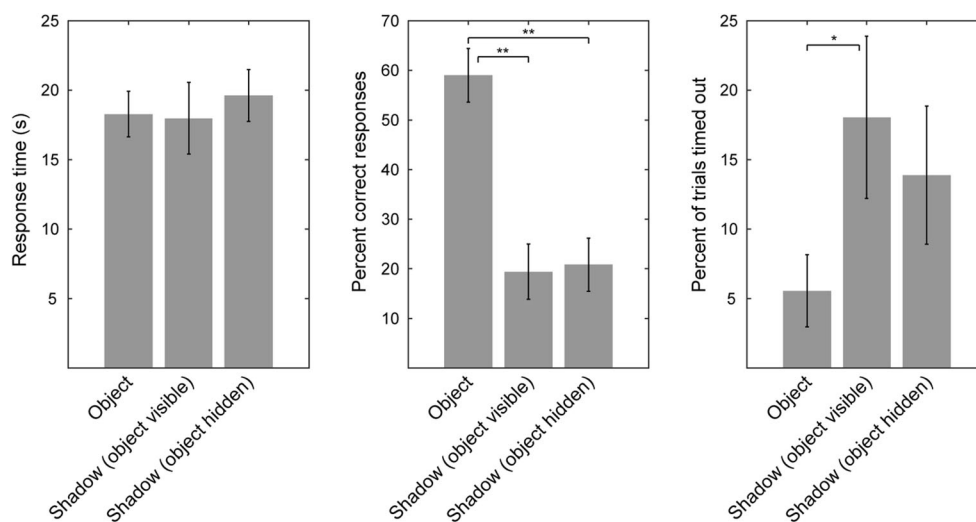 Response time (s)
25
20
15
10
5
Object
Shadow (object visible)
Shadow (object hidden)
Percent correct responses
70
60
50
40
30
20
10
**
**
Object
Shadow (object visible)
Shadow (object hidden)
Percent of trials timed out
25
20
15
10
5
*
Object
Shadow (object visible)
Shadow (object hidden)